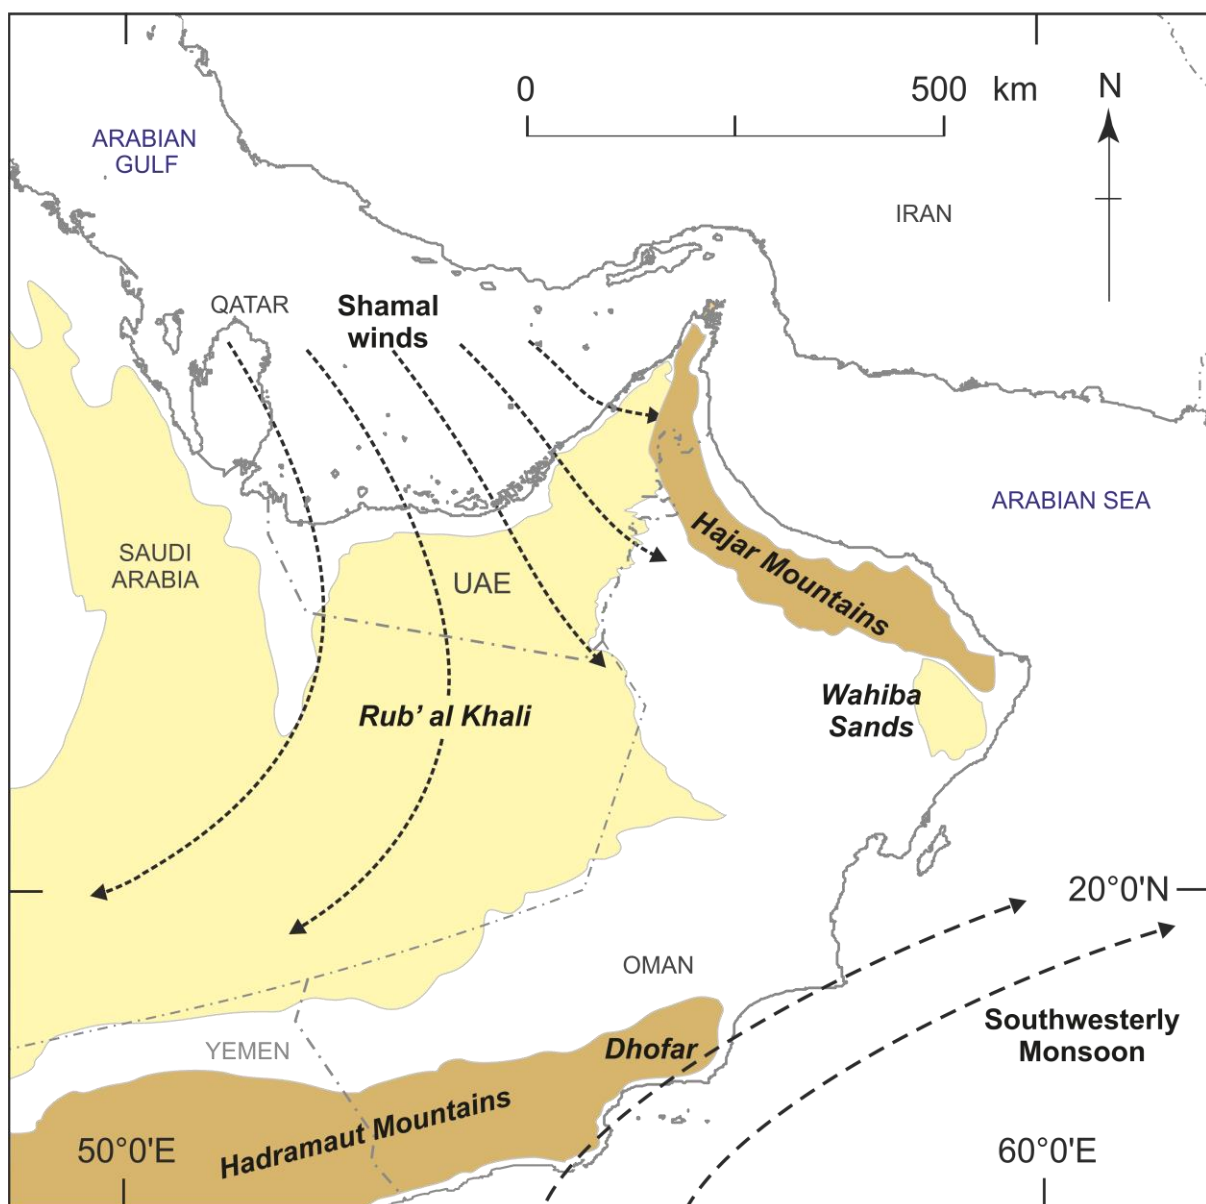 0 500 km N
ARABIAN
GULF
IRAN
QATAR
Shamal
winds
ARABIAN SEA
SAUDI
ARABIA
UAE
Hajar Mountains
Wahiba
Sands
Rub’ al Khali
20°0'N
OMAN
Southwesterly
Monsoon
YEMEN
Dhofar
Hadramaut Mountains
50°0'E
60°0'E